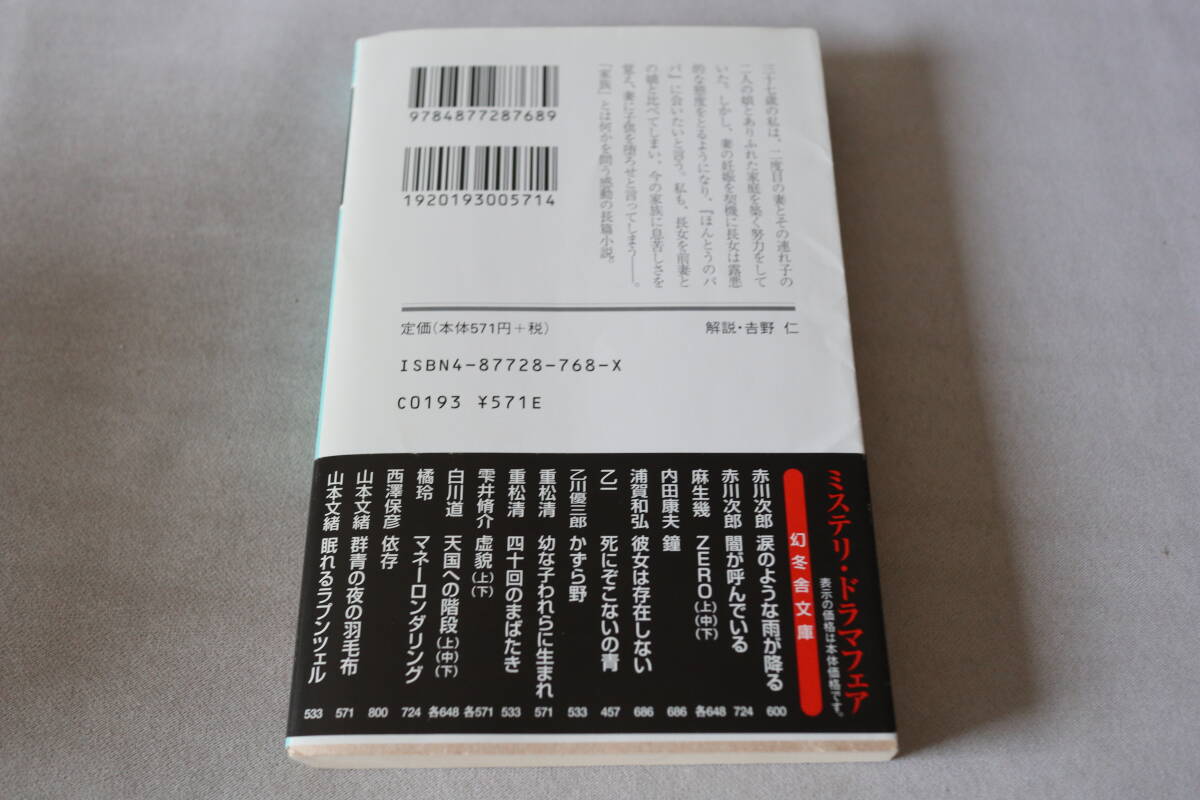 9784877287689
1920193005714
三十七歳の私は、二度目の妻とその連れ子の
二人の娘とありふれた家庭を築く努力をして
いた。しかし、妻の妊娠を契機に長女は露悪
的な態度をとるようになり、『ほんとうのパ
パ』に会いたいと言う。私も、長女を前妻と
の娘と比べてしまい、今の家族に息苦しさを
覚え、妻に子供を堕ろせと言ってしまう——。
「家族」とは何かを問う感動の長篇小説。
定価(本体571円+税)
解説・吉野 仁
ISBN4-87728-768-X
C0193 ¥571E
ミステリ・ドラマフェア
表示の価格は本体価格です。
幻冬舎文庫
赤川次郎 涙のような雨が降る 600
赤川次郎 闇が呼んでいる 724
麻生幾 ZERO(上)(中)(下) 各648
内田康夫 鐘 686
浦賀和弘 彼女は存在しない 686
乙一 死にぞこないの青 457
乙川優三郎 かずら野 533
重松清 幼な子われらに生まれ 571
重松清 四十回のまばたき 533
雫井脩介 虚貌(上)(下) 各571
白川道 天国への階段(上)(中)(下) 各648
橘玲 マネーロンダリング 724
西澤保彦 依存 800
山本文緒 群青の夜の羽毛布 571
山本文緒 眠れるラプンツェル 533